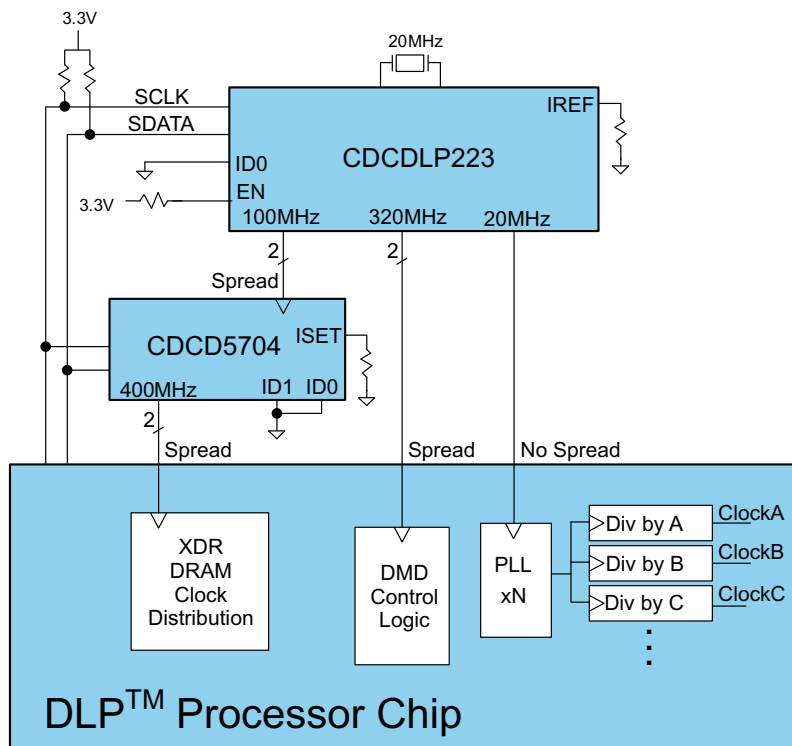 3.3V
20MHz
SCLK
IREF
SDATA
CDCDLP223
ID0
EN
3.3V
100MHz
320MHz
20MHz
2
2
Spread
ISET
CDCD5704
400MHz
ID1
ID0
2
Spread
Spread
No Spread
XDR
DRAM
Clock
Distribution
DMD
Control
Logic
PLL
xN
Div by A
ClockA
Div by B
ClockB
Div by C
ClockC
DLP™ Processor Chip